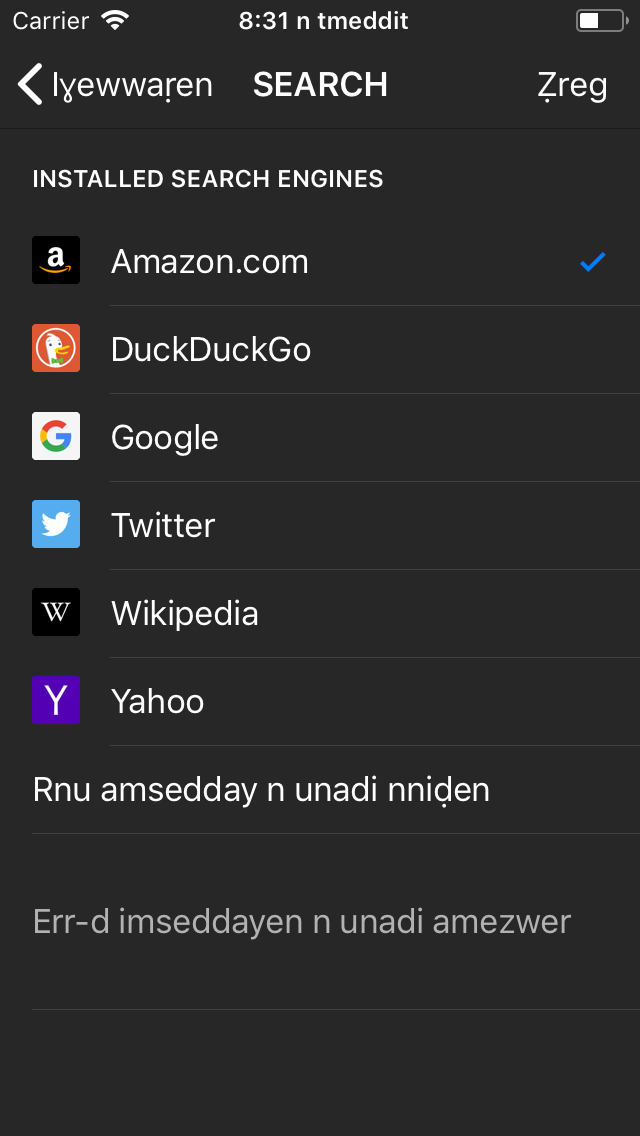 Carrier 8:31 n tmeddit
Iɣewwaṛen SEARCH Ẓreg
INSTALLED SEARCH ENGINES
a Amazon.com
DuckDuckGo
G Google
Twitter
W Wikipedia
Y Yahoo
Rnu amsedday n unadi nniḍen
Err-d imseddayen n unadi amezwer